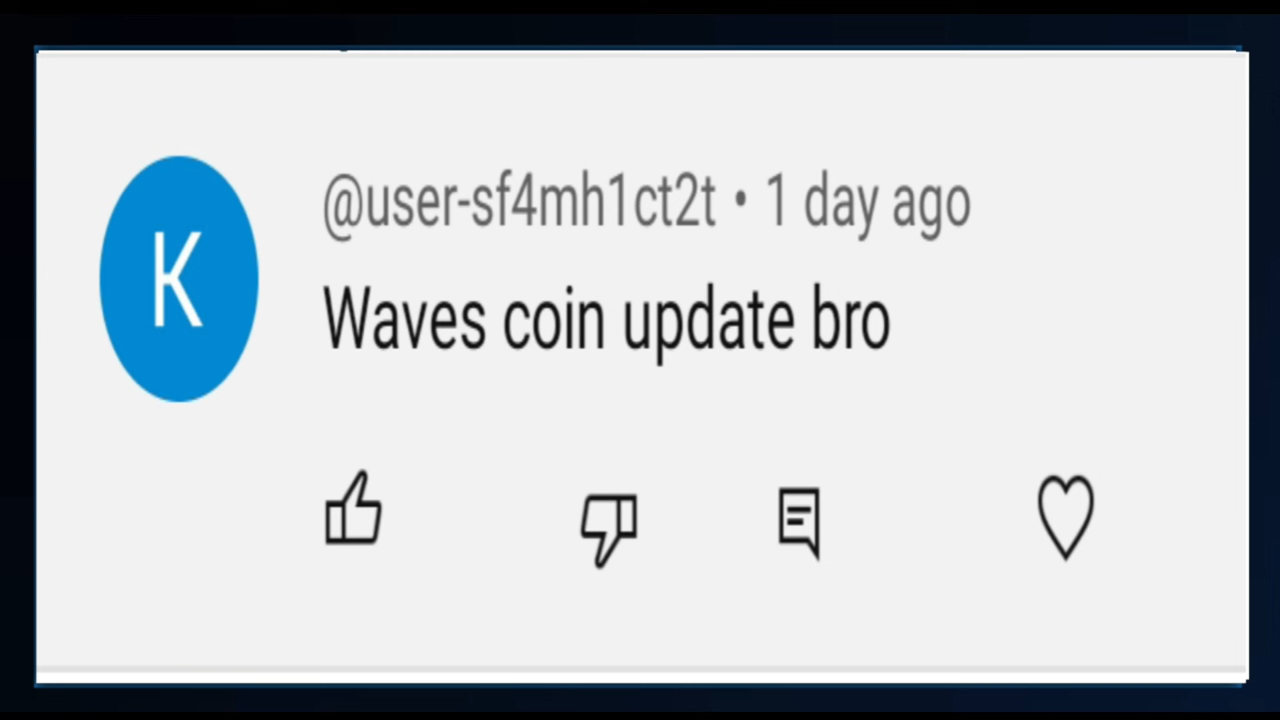 K
@user-sf4mh1ct2t • 1 day ago
Waves coin update bro